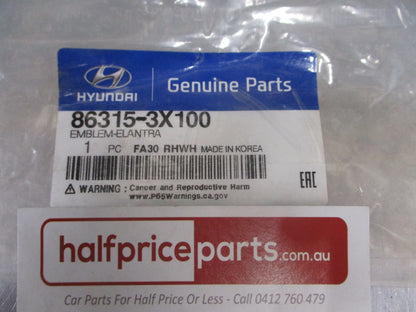 HYUNDAI
Genuine Parts
86315-3X100
EMBLEM-ELANTRA
1 PC FA30 RHWH MADE IN KOREA
WARNING : Cancer and Reproductive Harm
www.P65Warnings.ca.gov
EAC
halfpriceparts.com.au
Car Parts For Half Price Or Less - Call 0412 760 479